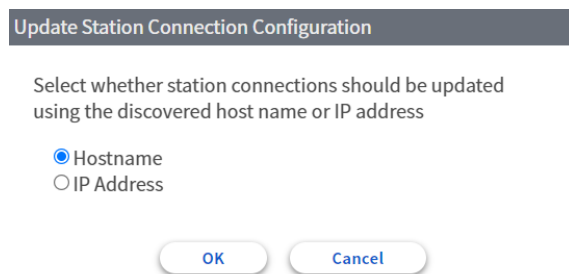 Update Station Connection Configuration
Select whether station connections should be updated
using the discovered host name or IP address
Hostname
IP Address
OK Cancel